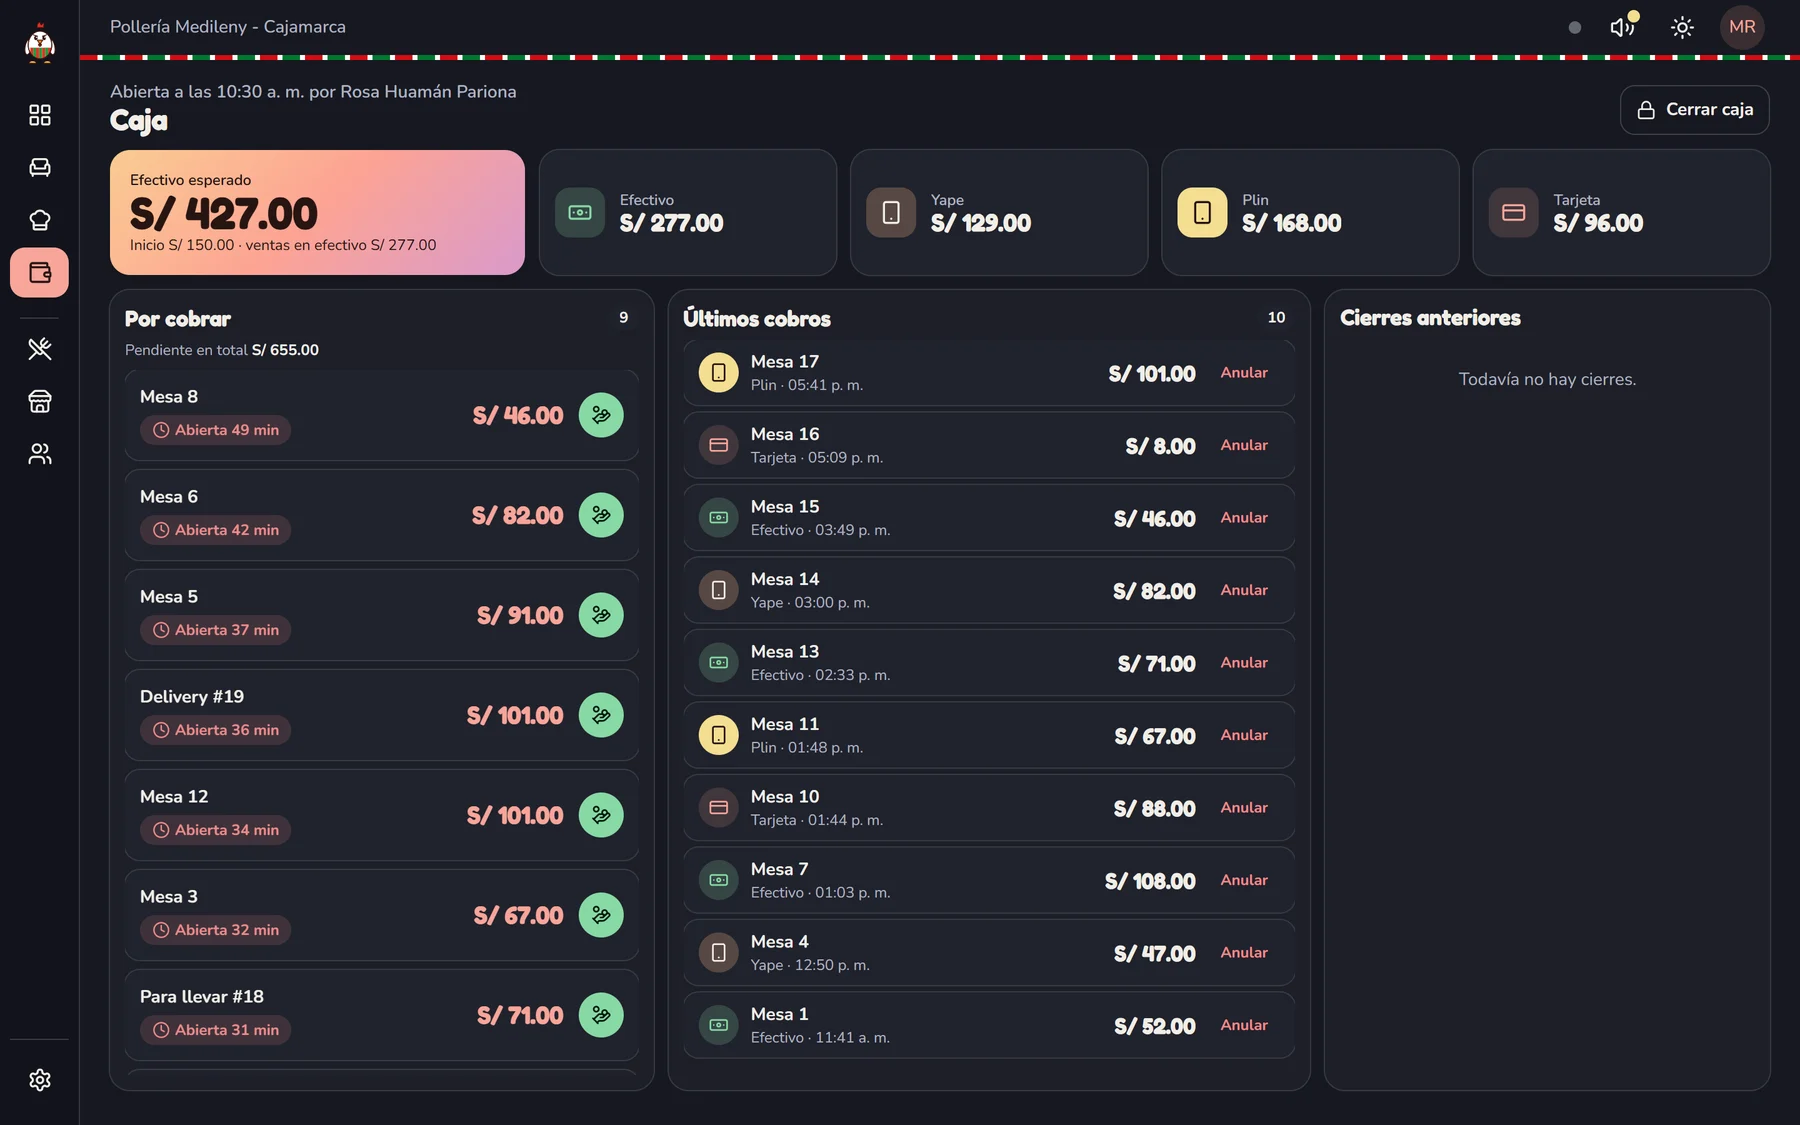 Pollería Medileny - Cajamarca
MR
Abierta a las 10:30 a. m. por Rosa Huamán Pariona
Caja
Cerrar caja
Efectivo esperado
S/ 427.00
Inicio S/ 150.00 · ventas en efectivo S/ 277.00
Efectivo
S/ 277.00
Yape
S/ 129.00
Plin
S/ 168.00
Tarjeta
S/ 96.00
Por cobrar
9
Pendiente en total S/ 655.00
Mesa 8
Abierta 49 min
S/ 46.00
Mesa 6
Abierta 42 min
S/ 82.00
Mesa 5
Abierta 37 min
S/ 91.00
Delivery #19
Abierta 36 min
S/ 101.00
Mesa 12
Abierta 34 min
S/ 101.00
Mesa 3
Abierta 32 min
S/ 67.00
Para llevar #18
Abierta 31 min
S/ 71.00
Últimos cobros
10
Mesa 17
Plin · 05:41 p. m.
S/ 101.00
Anular
Mesa 16
Tarjeta · 05:09 p. m.
S/ 8.00
Anular
Mesa 15
Efectivo · 03:49 p. m.
S/ 46.00
Anular
Mesa 14
Yape · 03:00 p. m.
S/ 82.00
Anular
Mesa 13
Efectivo · 02:33 p. m.
S/ 71.00
Anular
Mesa 11
Plin · 01:48 p. m.
S/ 67.00
Anular
Mesa 10
Tarjeta · 01:44 p. m.
S/ 88.00
Anular
Mesa 7
Efectivo · 01:03 p. m.
S/ 108.00
Anular
Mesa 4
Yape · 12:50 p. m.
S/ 47.00
Anular
Mesa 1
Efectivo · 11:41 a. m.
S/ 52.00
Anular
Cierres anteriores
Todavía no hay cierres.